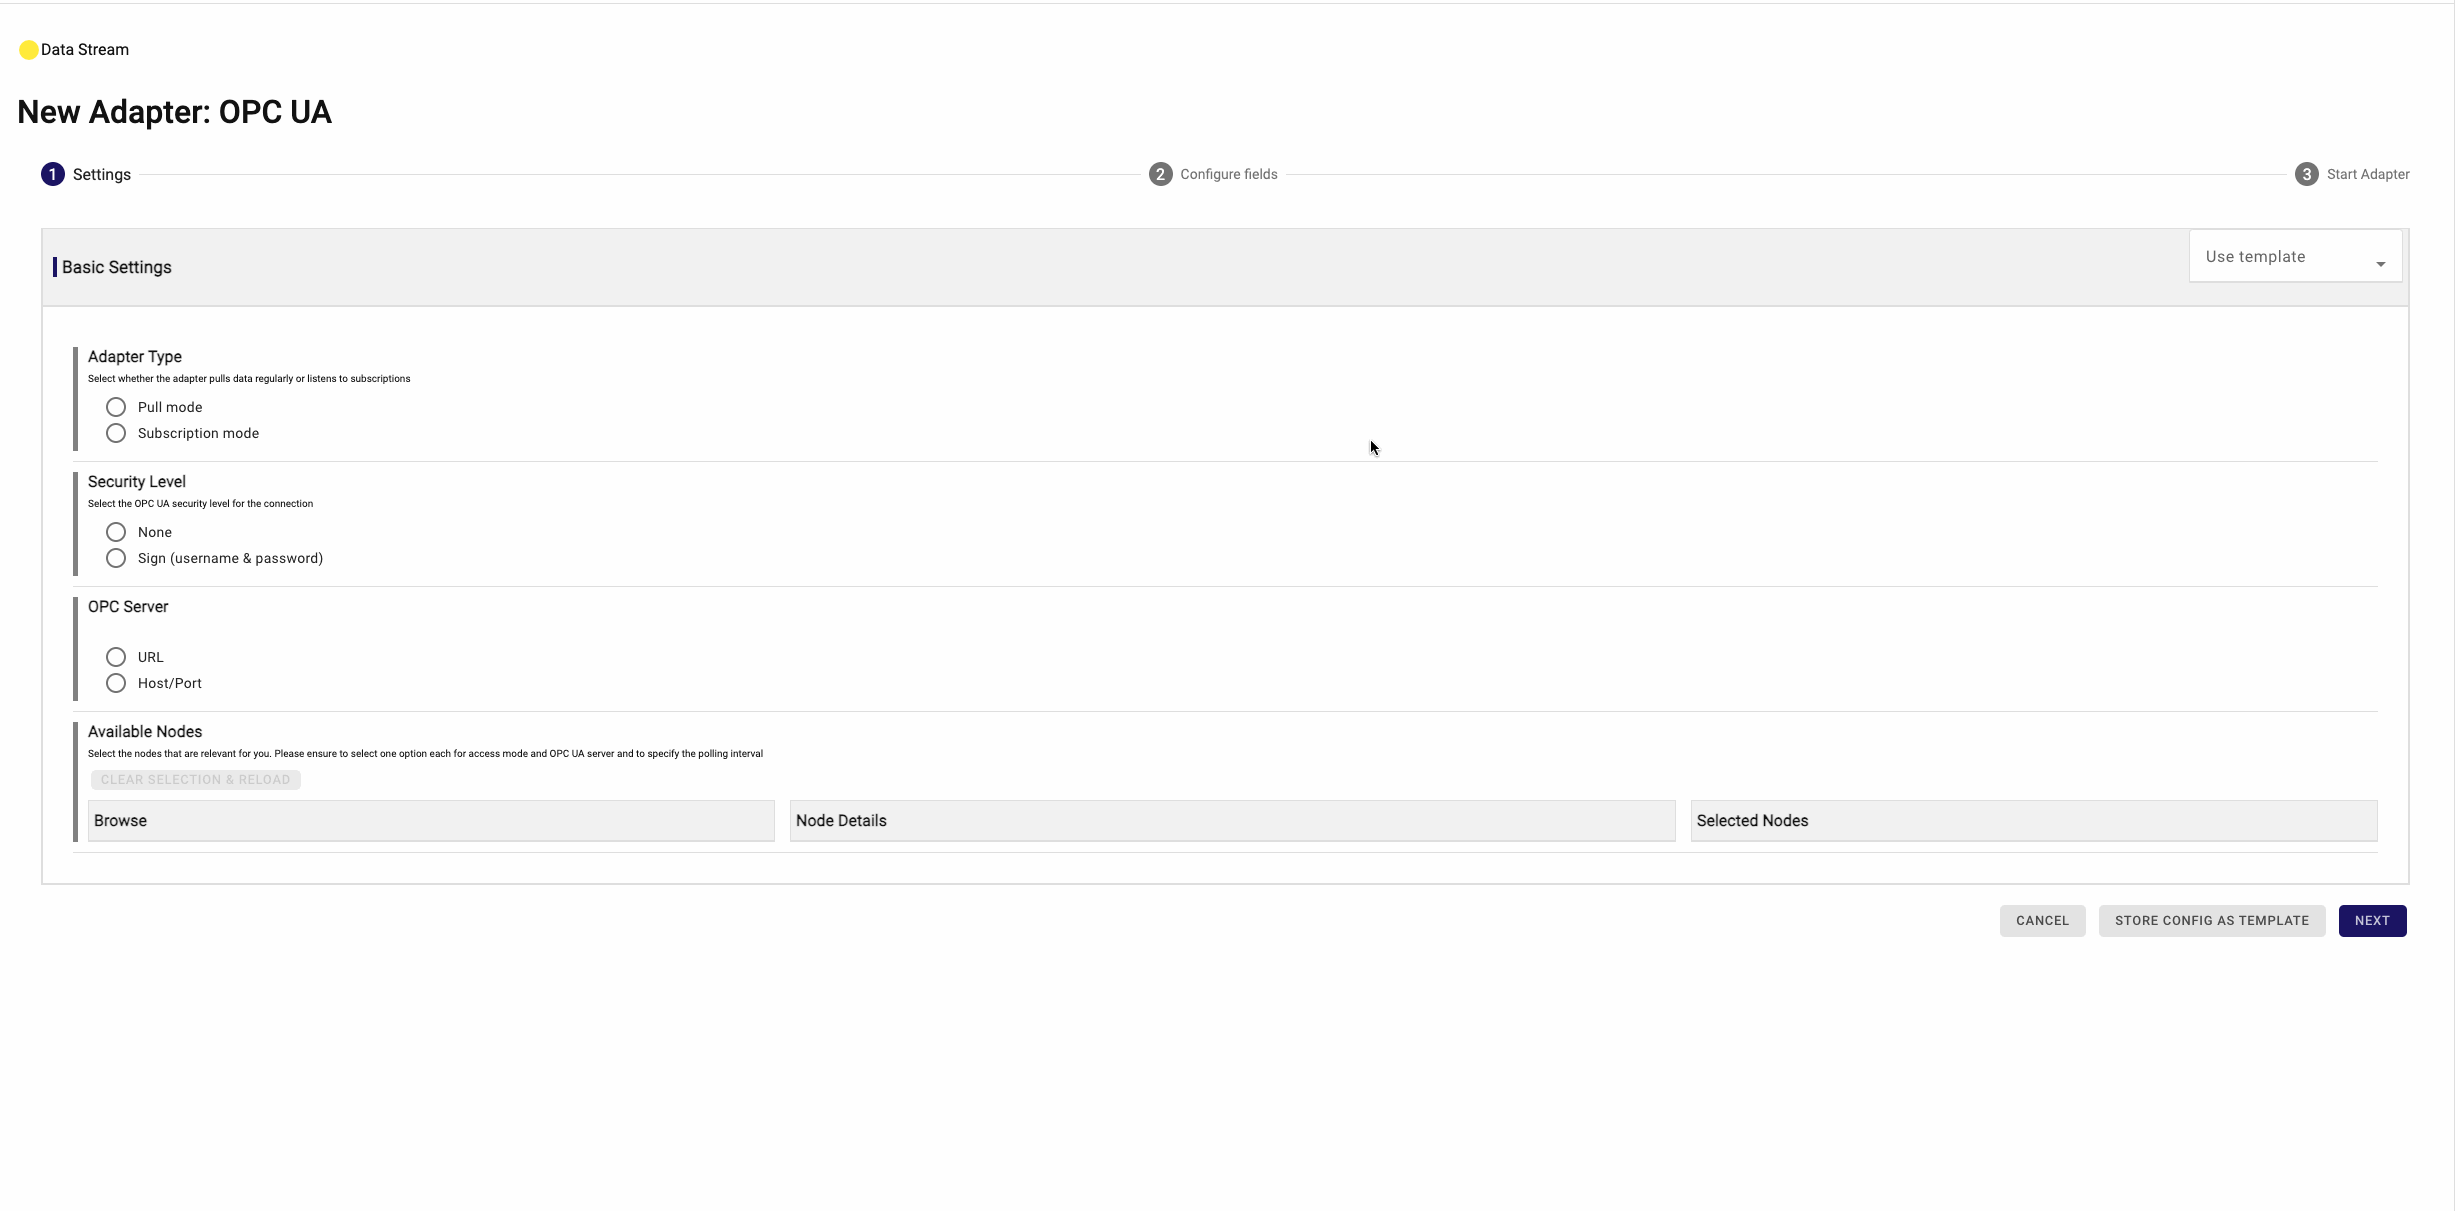 Data Stream
New Adapter: OPC UA
1 Settings
2 Configure fields
3 Start Adapter
Basic Settings
Use template
Adapter Type
Select whether the adapter pulls data regularly or listens to subscriptions
Pull mode
Subscription mode
Security Level
Select the OPC UA security level for the connection
None
Sign (username & password)
OPC Server
URL
Host/Port
Available Nodes
Select the nodes that are relevant for you. Please ensure to select one option each for access mode and OPC UA server and to specify the polling interval
CLEAR SELECTION & RELOAD
Browse
Node Details
Selected Nodes
CANCEL
STORE CONFIG AS TEMPLATE
NEXT